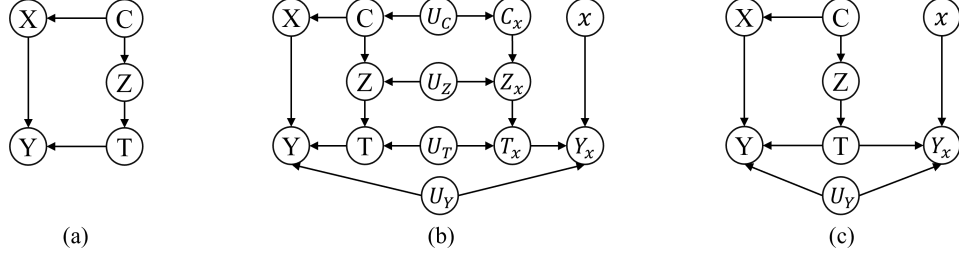 X C
Z
Y T
(a)
X C U_C C_x x
Z U_Z Z_x
Y T U_T T_x Y_x
U_Y
(b)
X C x
Z
Y T Y_x
U_Y
(c)